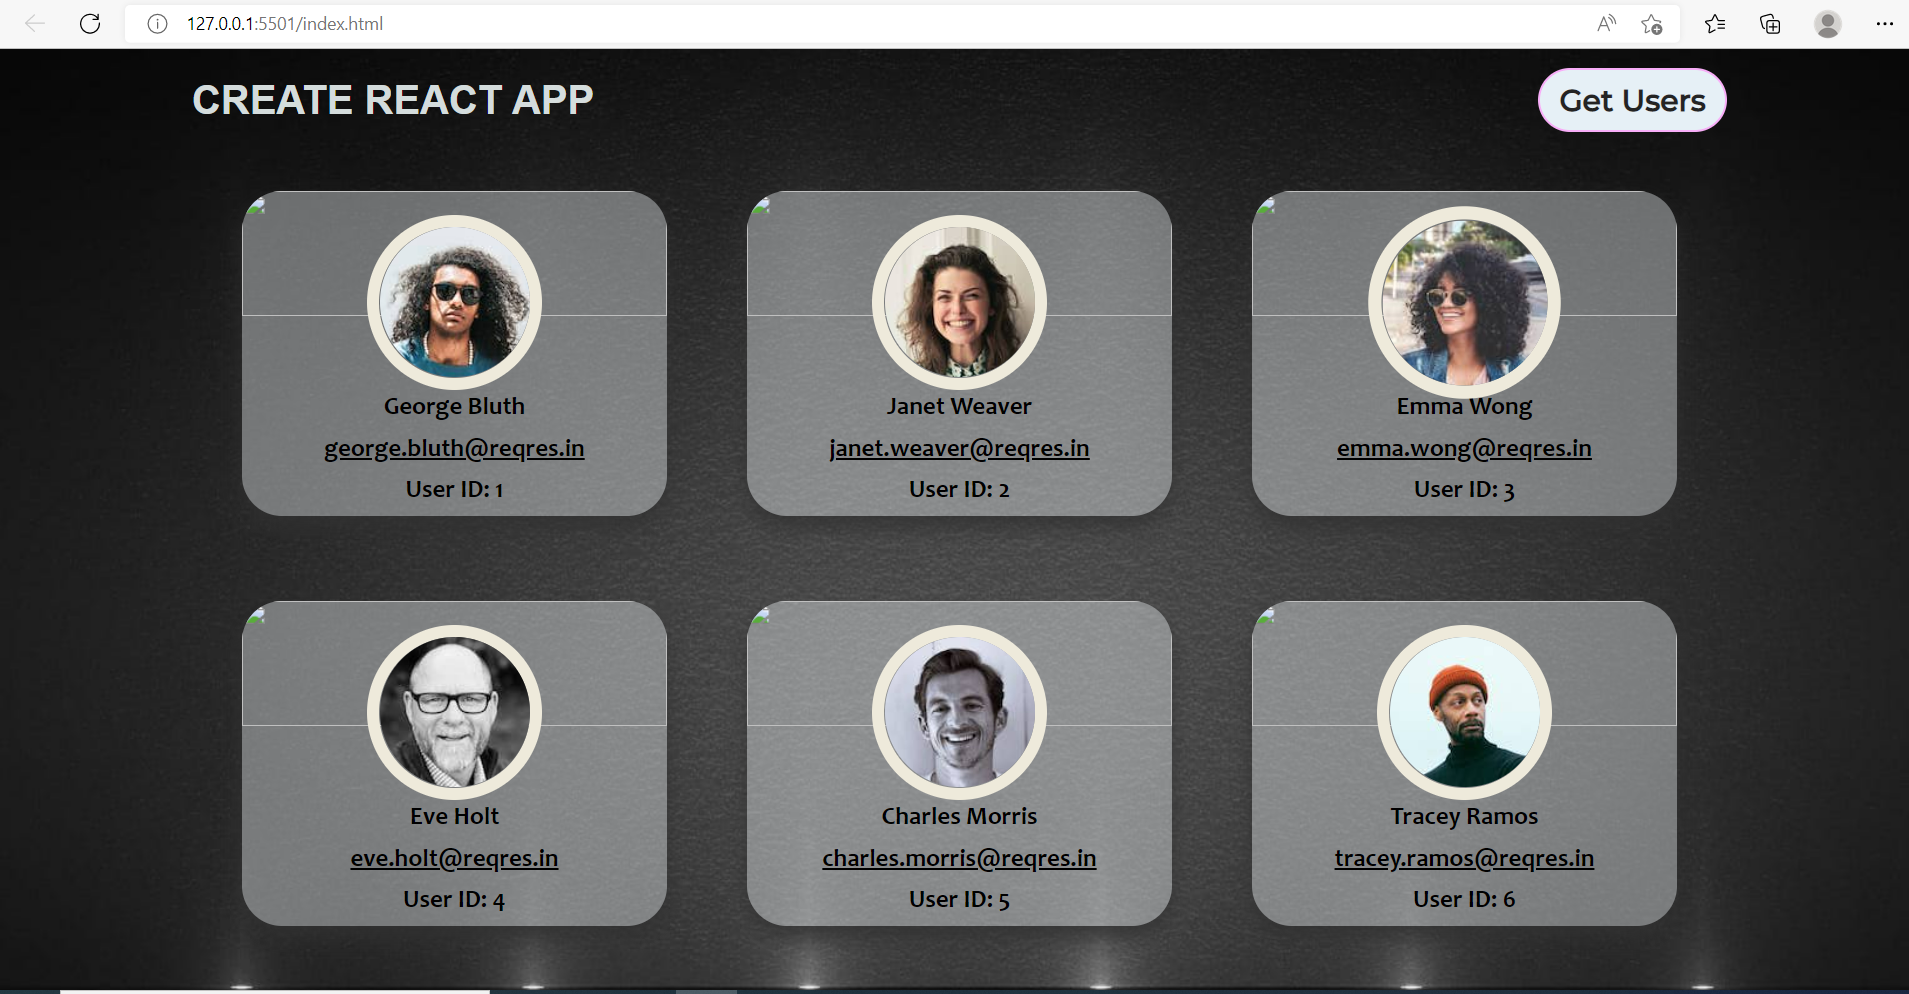 127.0.0.1:5501/index.html
CREATE REACT APP
Get Users
George Bluth
george.bluth@reqres.in
User ID: 1
Janet Weaver
janet.weaver@reqres.in
User ID: 2
Emma Wong
emma.wong@reqres.in
User ID: 3
Eve Holt
eve.holt@reqres.in
User ID: 4
Charles Morris
charles.morris@reqres.in
User ID: 5
Tracey Ramos
tracey.ramos@reqres.in
User ID: 6